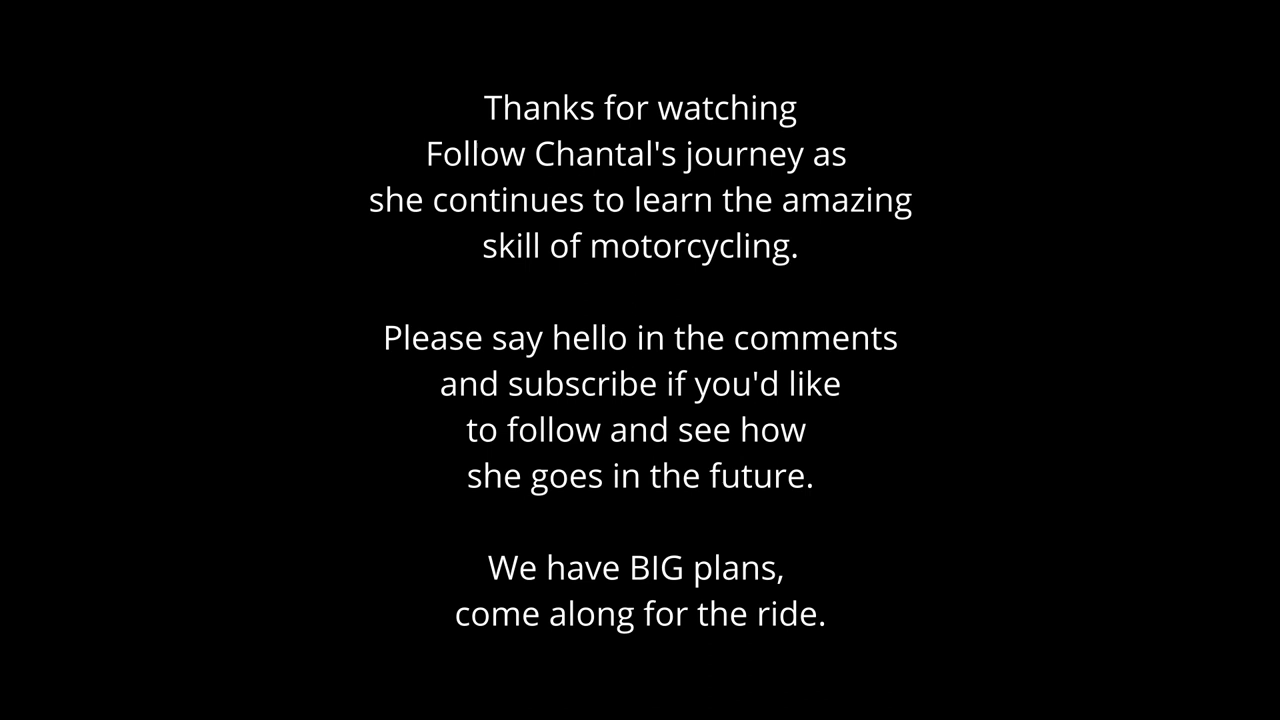 Thanks for watching
Follow Chantal's journey as
she continues to learn the amazing
skill of motorcycling.
Please say hello in the comments
and subscribe if you'd like
to follow and see how
she goes in the future.
We have BIG plans,
come along for the ride.